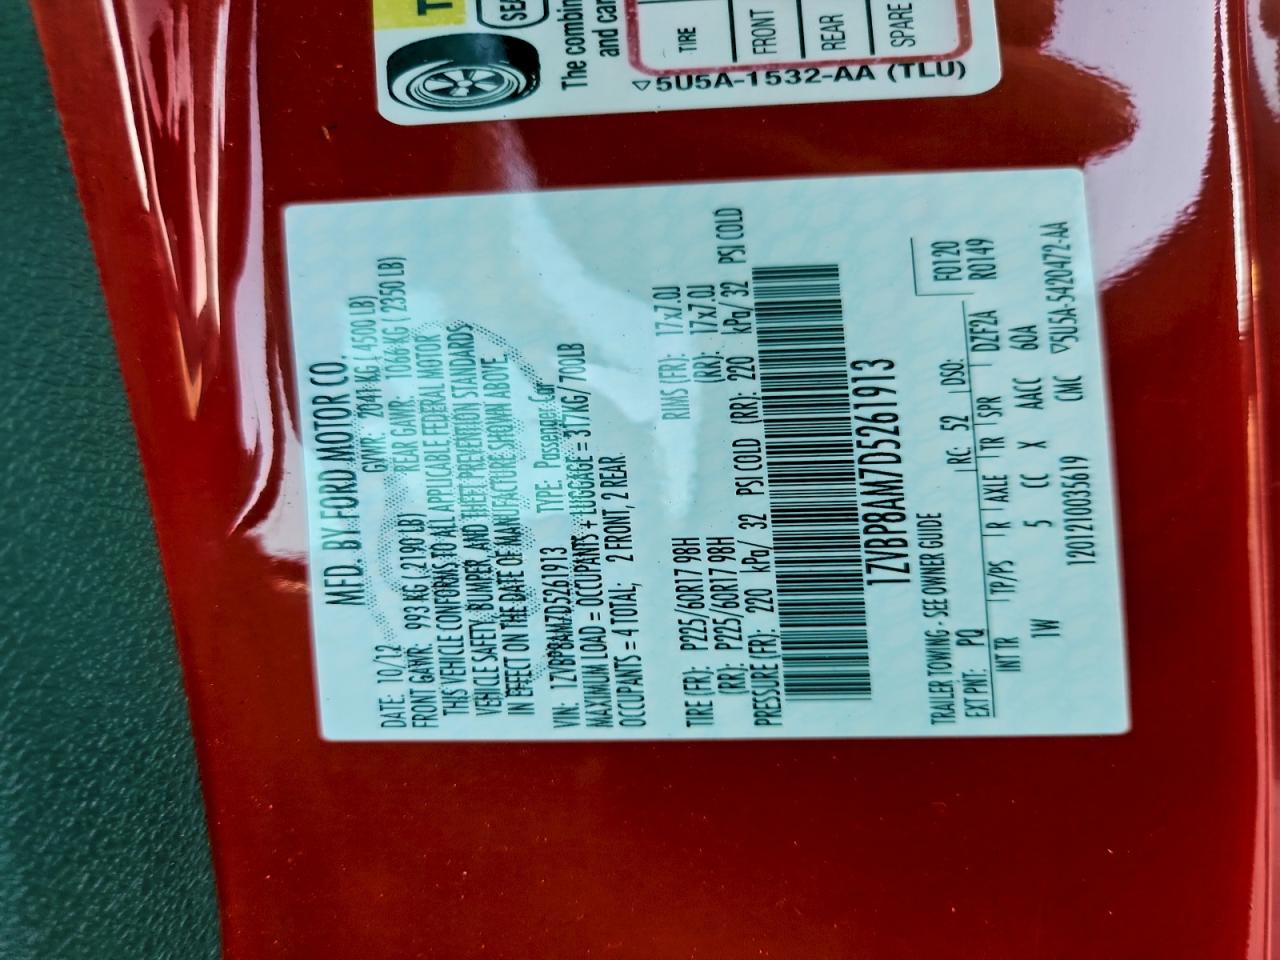 T
SEA
The combin
and car
TIRE
FRONT
REAR
SPARE
▽5U5A-1532-AA (TLU)
MFD. BY FORD MOTOR CO.
DATE: 10/12 GVWR: 2041 KG ( 4500 LB)
FRONT GAWR: 993 KG ( 2190 LB) REAR GAWR: 1066 KG ( 2350 LB)
THIS VEHICLE CONFORMS TO ALL APPLICABLE FEDERAL MOTOR
VEHICLE SAFETY, BUMPER, AND THEFT PREVENTION STANDARDS
IN EFFECT ON THE DATE OF MANUFACTURE SHOWN ABOVE.
VIN: 1ZVBP8AM7D5261913 TYPE: Passenger Car
MAXIMUM LOAD = OCCUPANTS + LUGGAGE = 317KG/ 700LB
OCCUPANTS = 4 TOTAL; 2 FRONT, 2 REAR
TIRE (FR): P225/60R17 98H RIMS (FR): 17x7.0J
(RR): P225/60R17 98H (RR): 17x7.0J
PRESSURE (FR): 220 kPa/ 32 PSI COLD (RR): 220 kPa/ 32 PSI COLD
1ZVBP8AM7D5261913
TRAILER TOWING - SEE OWNER GUIDE
EXT PNT: PQ RC: 52 DSO: F0120
INT TR TP/PS R AXLE TR SPR DZE2A R0149
1W 5 CC X AACC 60A
120121003S619 CMC ▽5U5A-5420472-AA